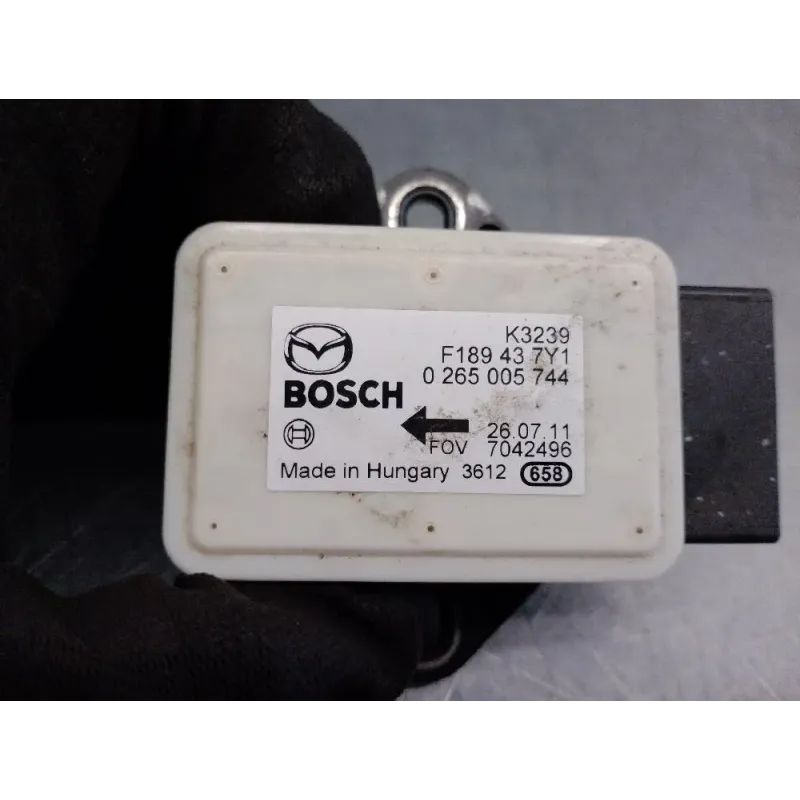 K3239
F189 43 7Y1
0 265 005 744
BOSCH
26.07.11
FOV 7042496
Made in Hungary 3612 658